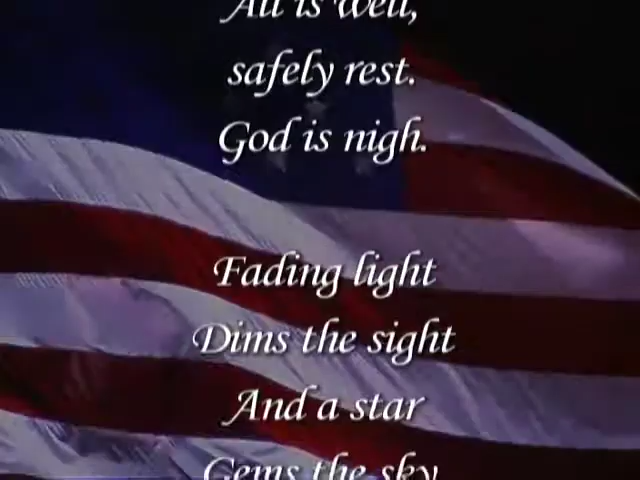 All is well,
safely rest.
God is nigh.
Fading light
Dims the sight
And a star
Gems the sky